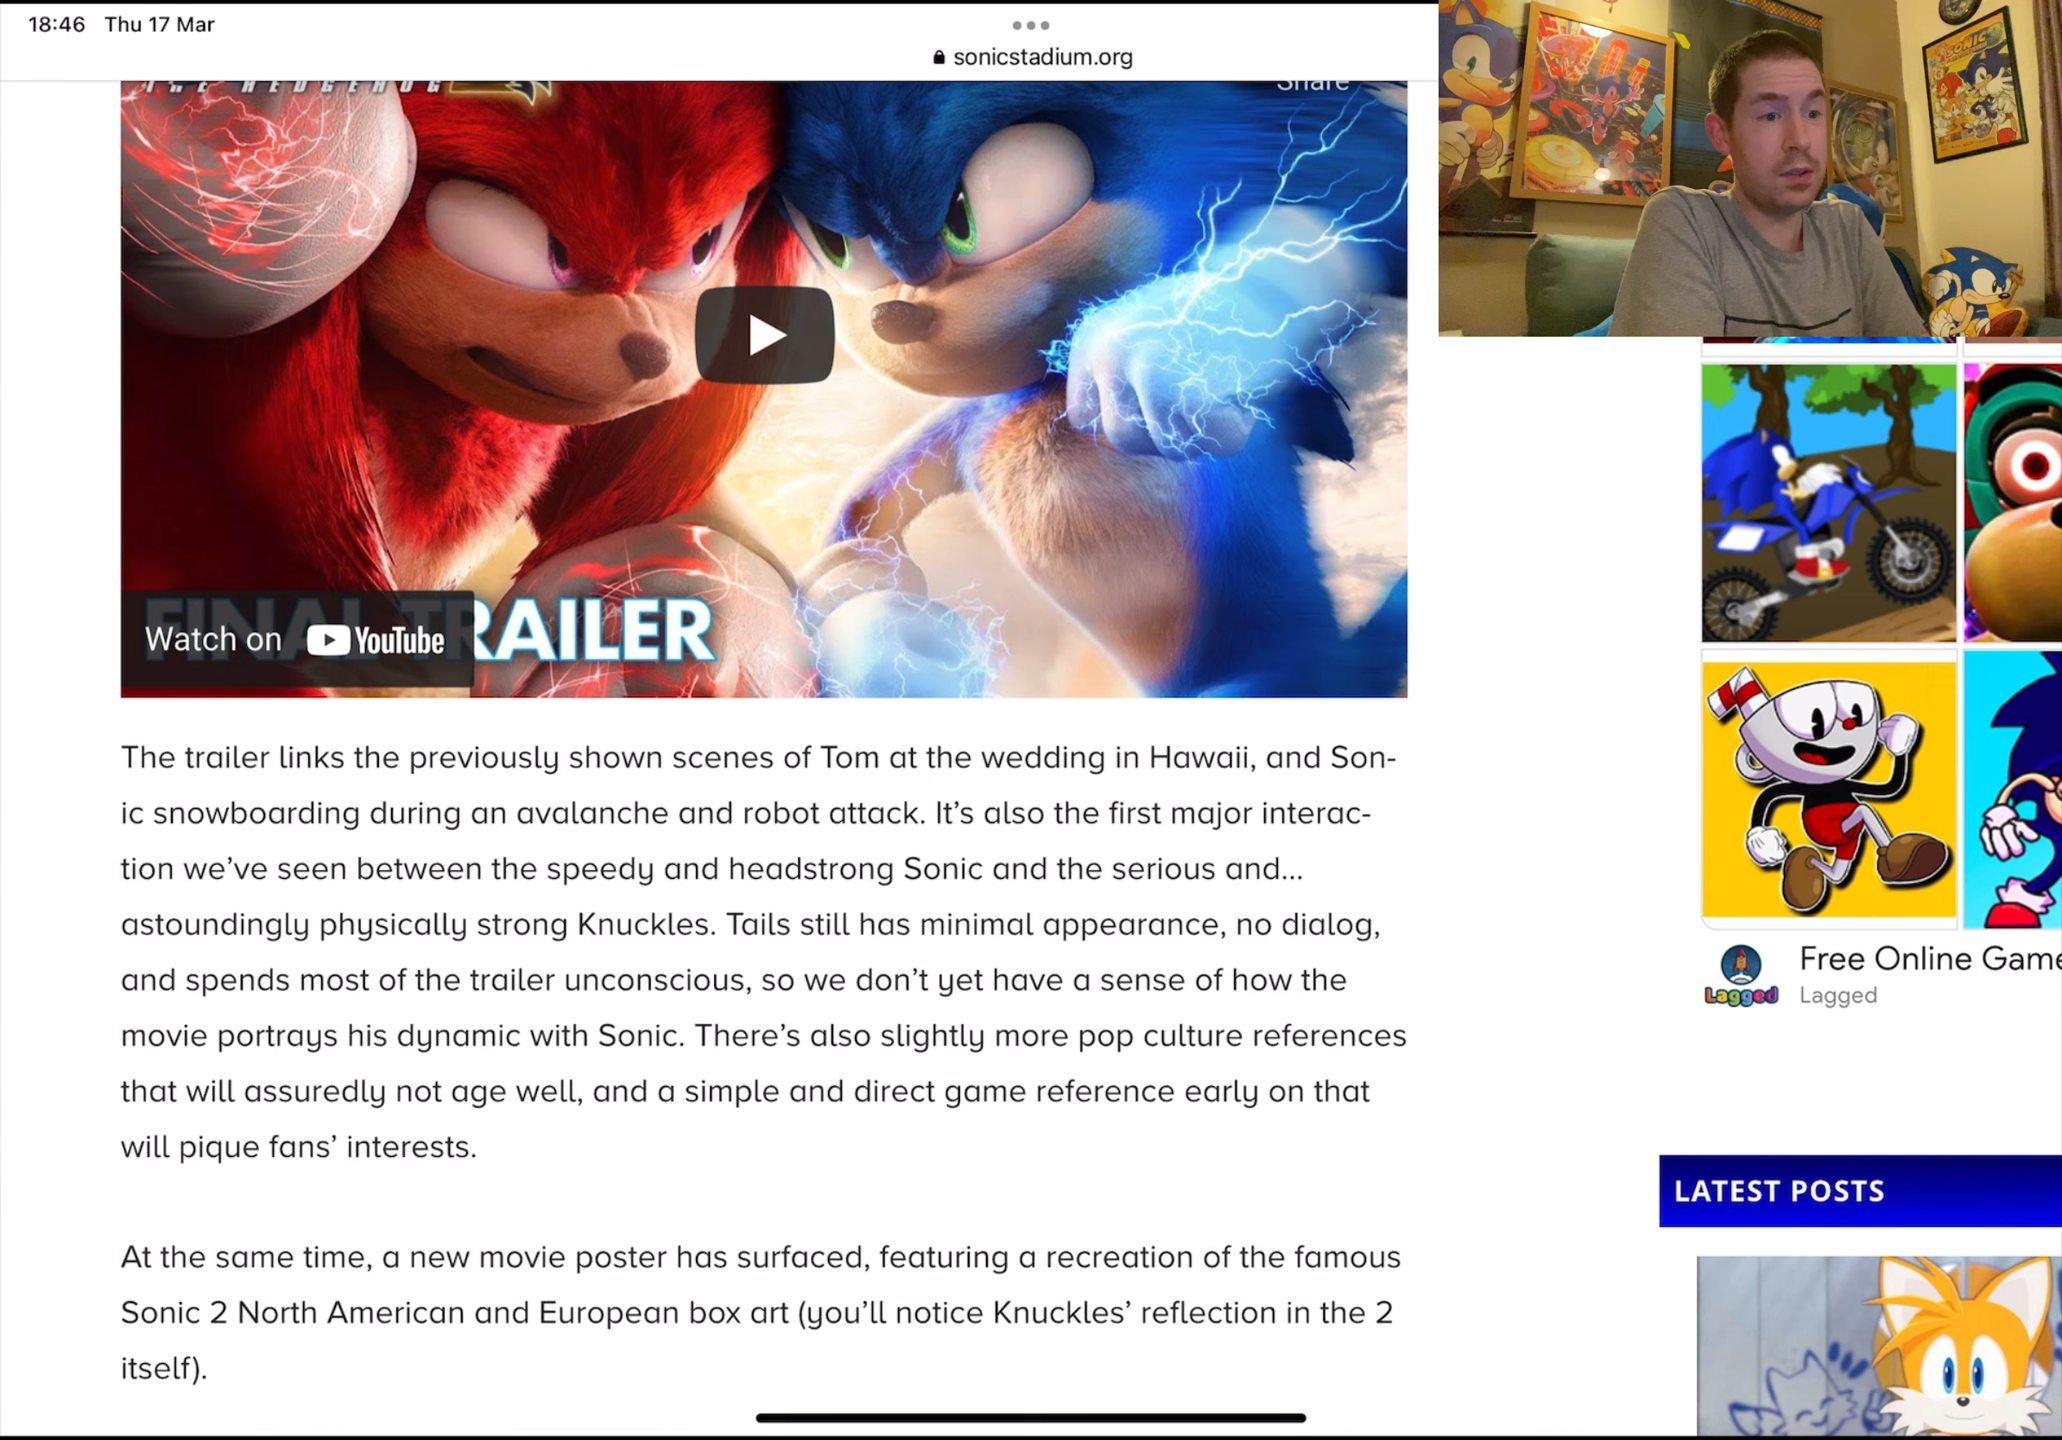 18:46 Thu 17 Mar
sonicstadium.org
THE HEDGEHOG
Share
SONIC
FINAL TRAILER
Watch on YouTube
The trailer links the previously shown scenes of Tom at the wedding in Hawaii, and Son-
ic snowboarding during an avalanche and robot attack. It’s also the first major interac-
tion we’ve seen between the speedy and headstrong Sonic and the serious and…
astoundingly physically strong Knuckles. Tails still has minimal appearance, no dialog,
and spends most of the trailer unconscious, so we don’t yet have a sense of how the
movie portrays his dynamic with Sonic. There’s also slightly more pop culture references
that will assuredly not age well, and a simple and direct game reference early on that
will pique fans’ interests.
At the same time, a new movie poster has surfaced, featuring a recreation of the famous
Sonic 2 North American and European box art (you’ll notice Knuckles’ reflection in the 2
itself).
Free Online Game
Lagged
Lagged
LATEST POSTS